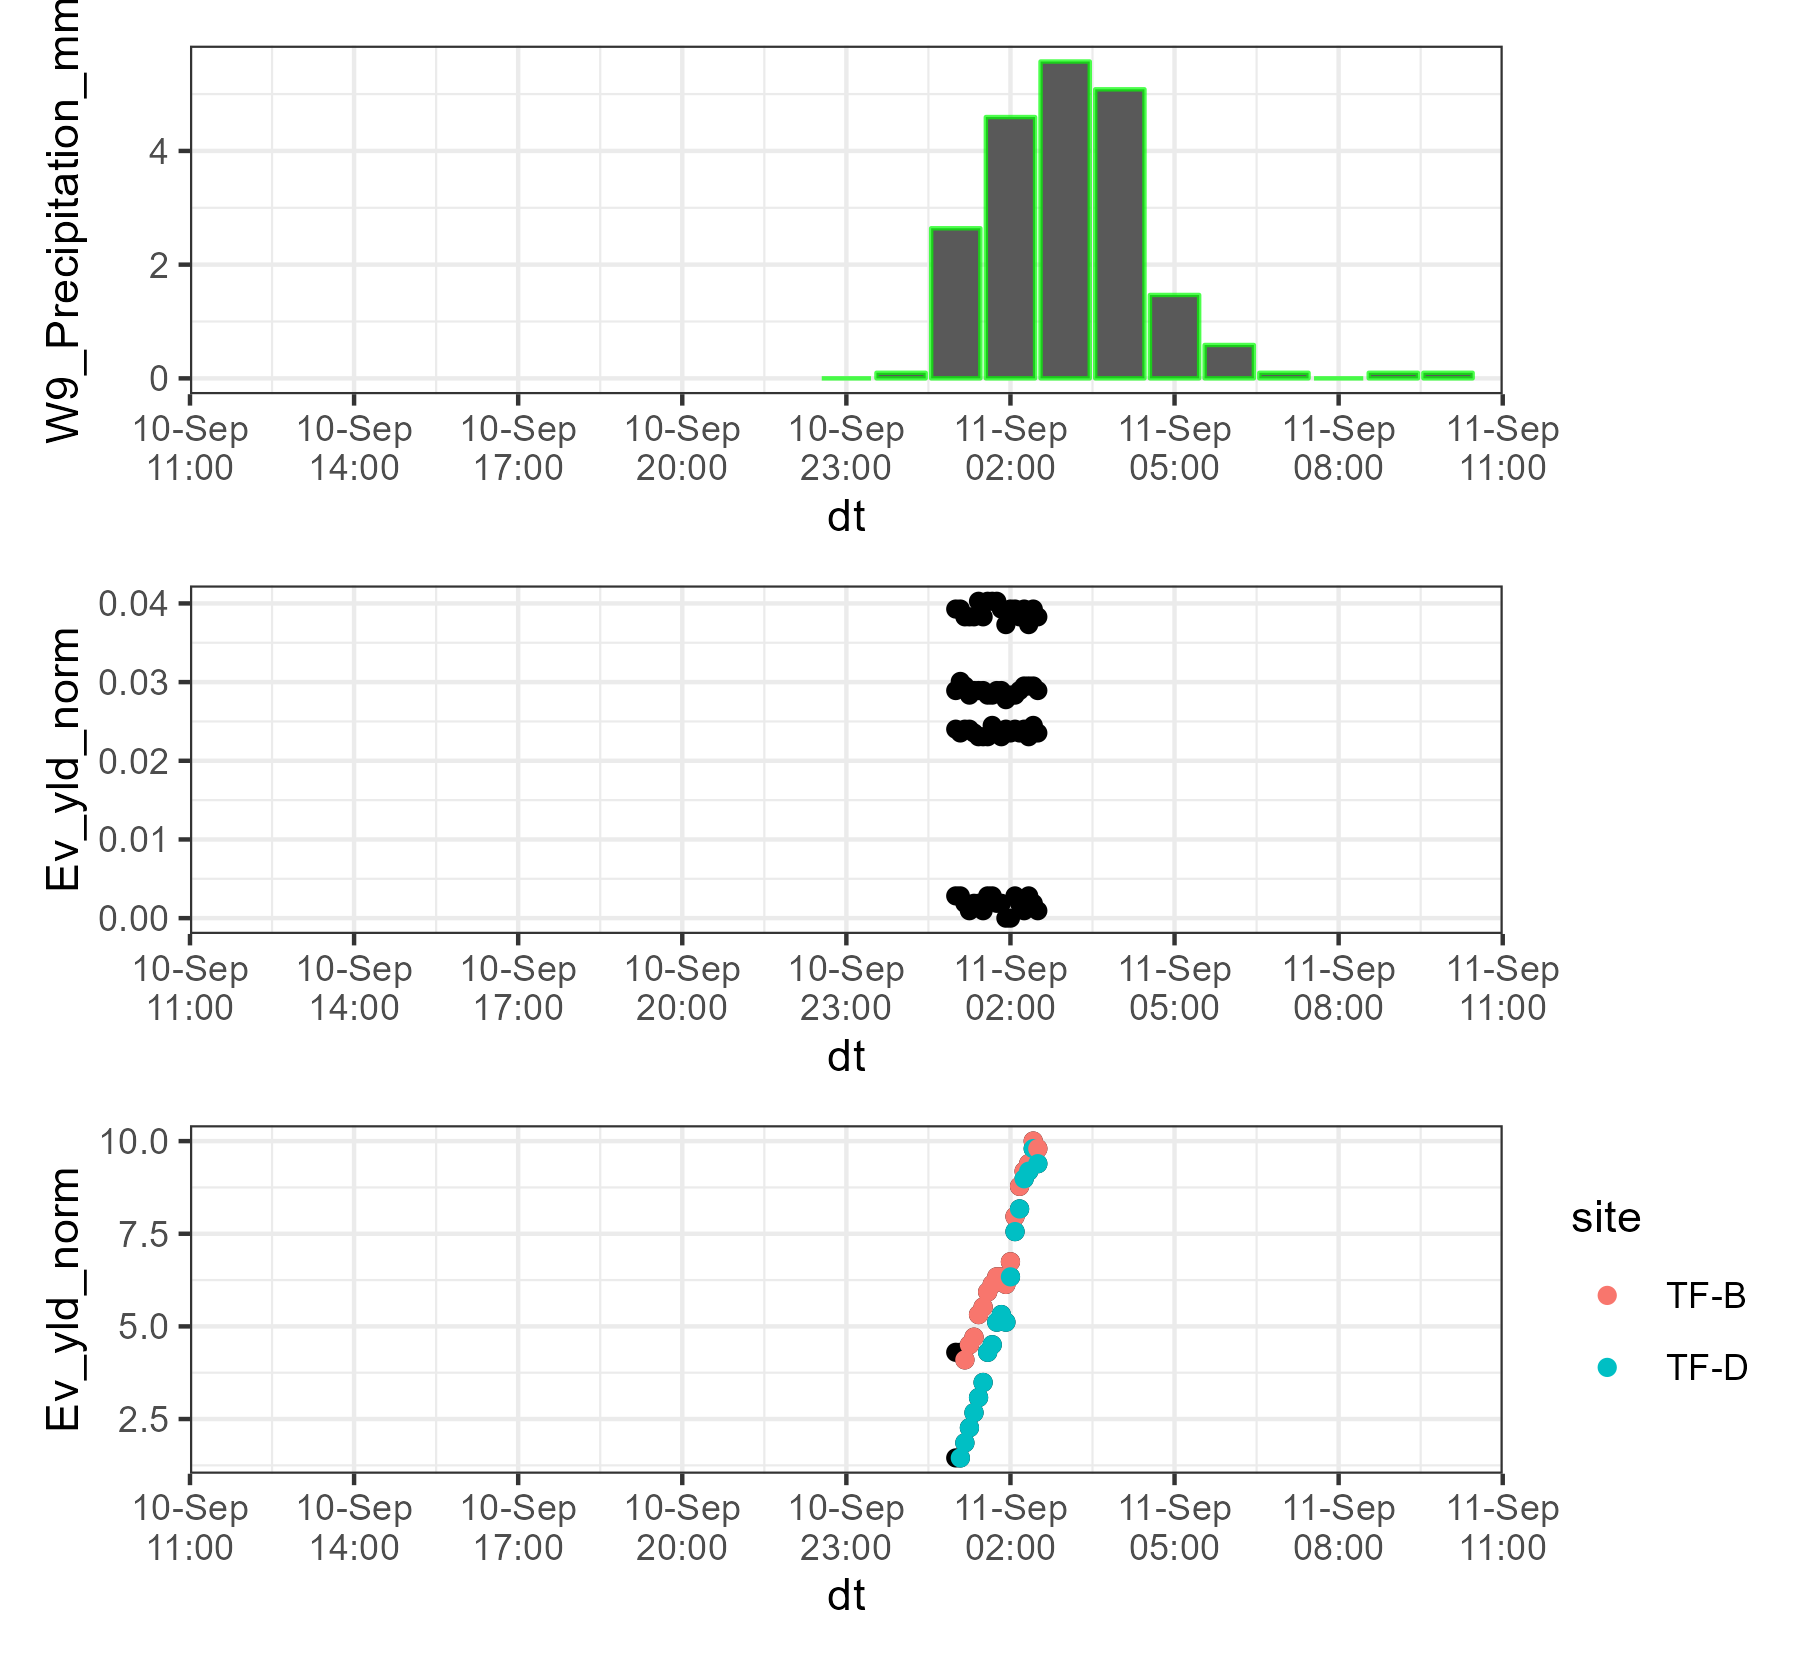 W9_Precipitation_mm
4
2
0
10-Sep 10-Sep 10-Sep 10-Sep 10-Sep 11-Sep 11-Sep 11-Sep 11-Sep
11:00 14:00 17:00 20:00 23:00 02:00 05:00 08:00 11:00
dt
Ev_yld_norm
0.04
0.03
0.02
0.01
0.00
10-Sep 10-Sep 10-Sep 10-Sep 10-Sep 11-Sep 11-Sep 11-Sep 11-Sep
11:00 14:00 17:00 20:00 23:00 02:00 05:00 08:00 11:00
dt
Ev_yld_norm
10.0
7.5
5.0
2.5
10-Sep 10-Sep 10-Sep 10-Sep 10-Sep 11-Sep 11-Sep 11-Sep 11-Sep
11:00 14:00 17:00 20:00 23:00 02:00 05:00 08:00 11:00
dt
site
TF-B
TF-D